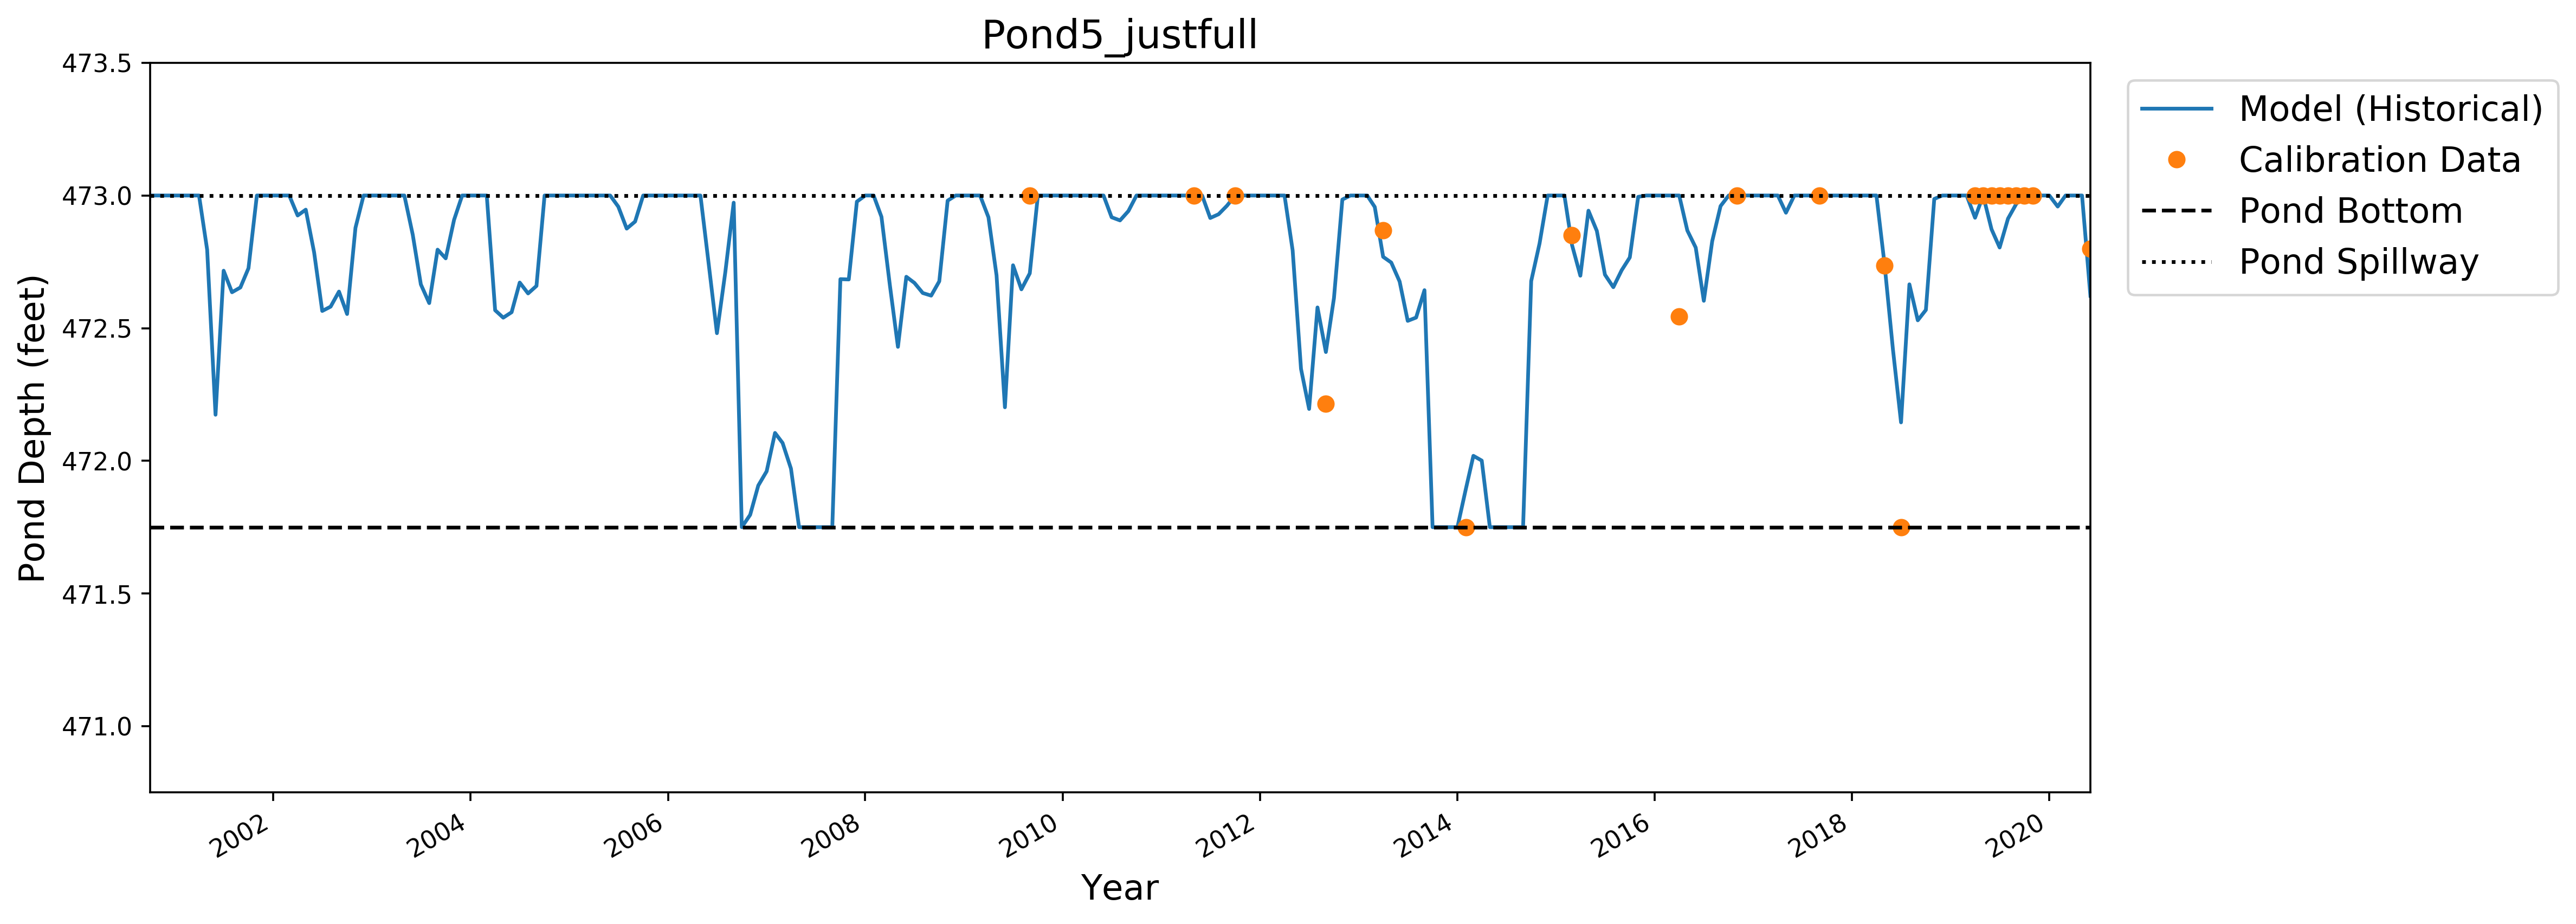 Pond5_justfull
473.5
473.0
472.5
472.0
471.5
471.0
Pond Depth (feet)
2002
2004
2006
2008
2010
2012
2014
2016
2018
2020
Year
Model (Historical)
Calibration Data
Pond Bottom
Pond Spillway